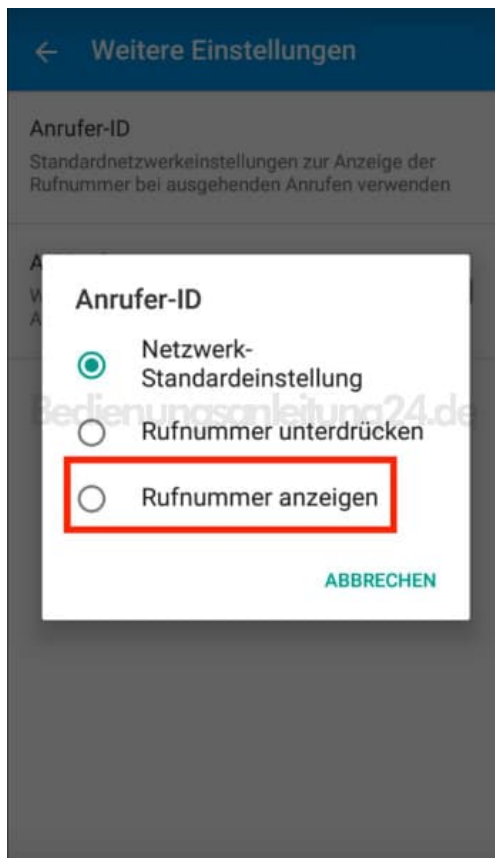 Weitere Einstellungen
Anrufer-ID
Standardnetzwerkeinstellungen zur Anzeige der
Rufnummer bei ausgehenden Anrufen verwenden
A
W
A
Anrufer-ID
Netzwerk-
Standardeinstellung
Bedienungsanleitung24.de
Rufnummer unterdrücken
Rufnummer anzeigen
ABBRECHEN